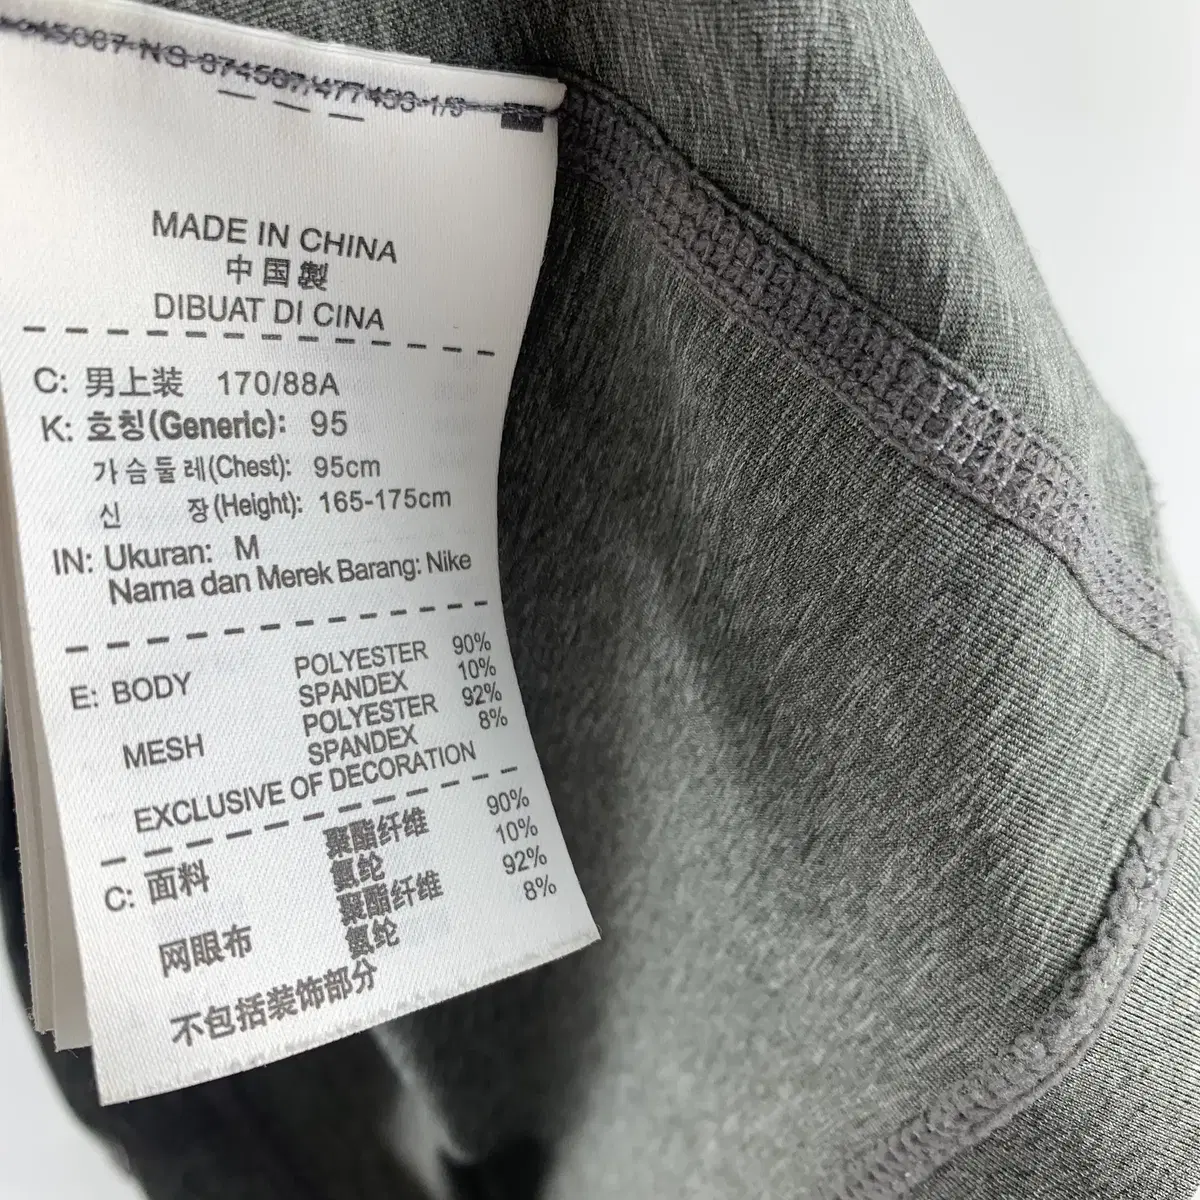 MADE IN CHINA
中国製
DIBUAT DI CINA
C: 男上装 170/88A
K: 호칭(Generic): 95
가슴둘레(Chest): 95cm
신 장(Height): 165-175cm
IN: Ukuran: M
Nama dan Merek Barang: Nike
E: BODY POLYESTER 90%
SPANDEX 10%
MESH POLYESTER 92%
SPANDEX 8%
EXCLUSIVE OF DECORATION
C: 面料 聚酯纤维 90%
氨纶 10%
网眼布 聚酯纤维 92%
氨纶 8%
不包括装饰部分